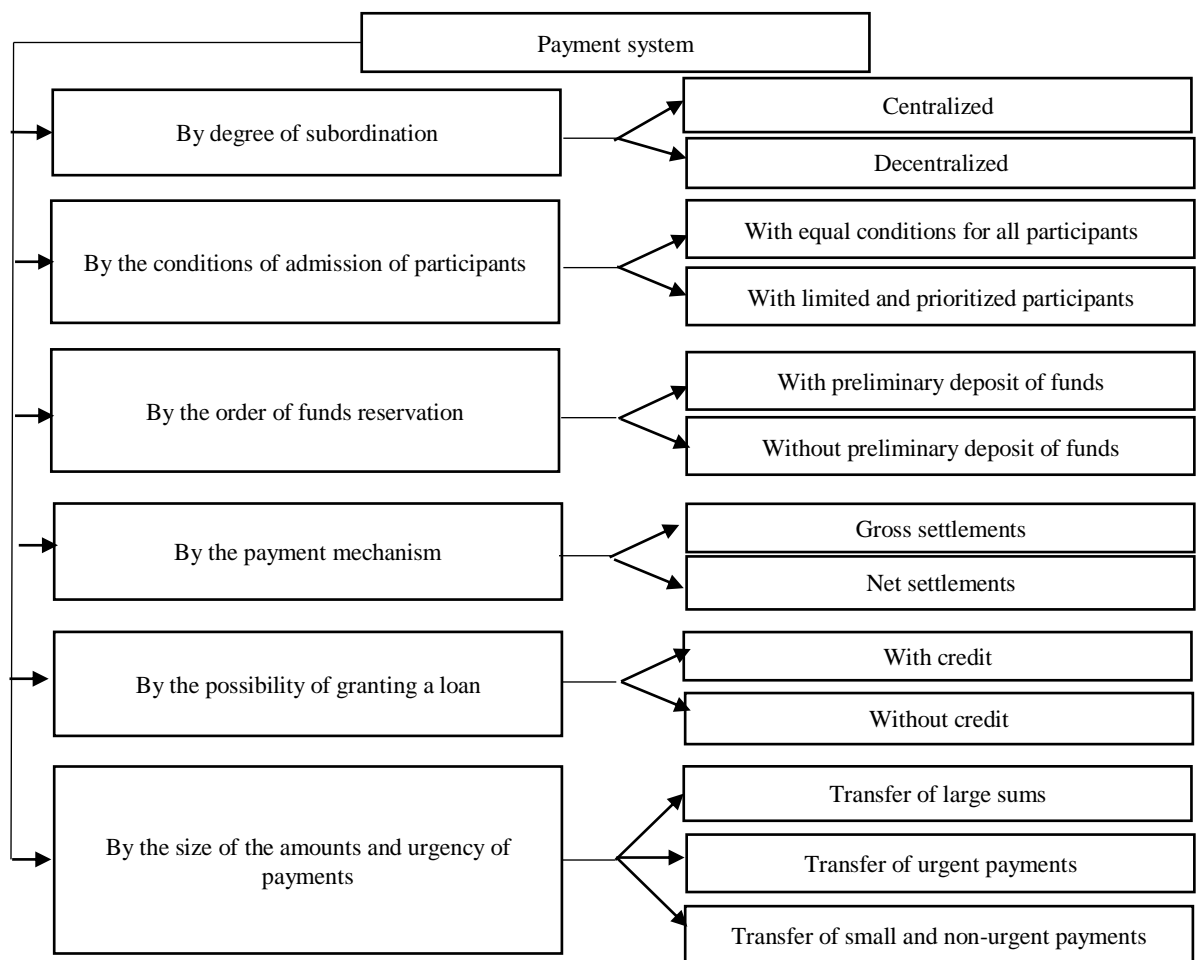 Payment system
By degree of subordination
Centralized
Decentralized
By the conditions of admission of participants
With equal conditions for all participants
With limited and prioritized participants
By the order of funds reservation
With preliminary deposit of funds
Without preliminary deposit of funds
By the payment mechanism
Gross settlements
Net settlements
By the possibility of granting a loan
With credit
Without credit
By the size of the amounts and urgency of
payments
Transfer of large sums
Transfer of urgent payments
Transfer of small and non-urgent payments